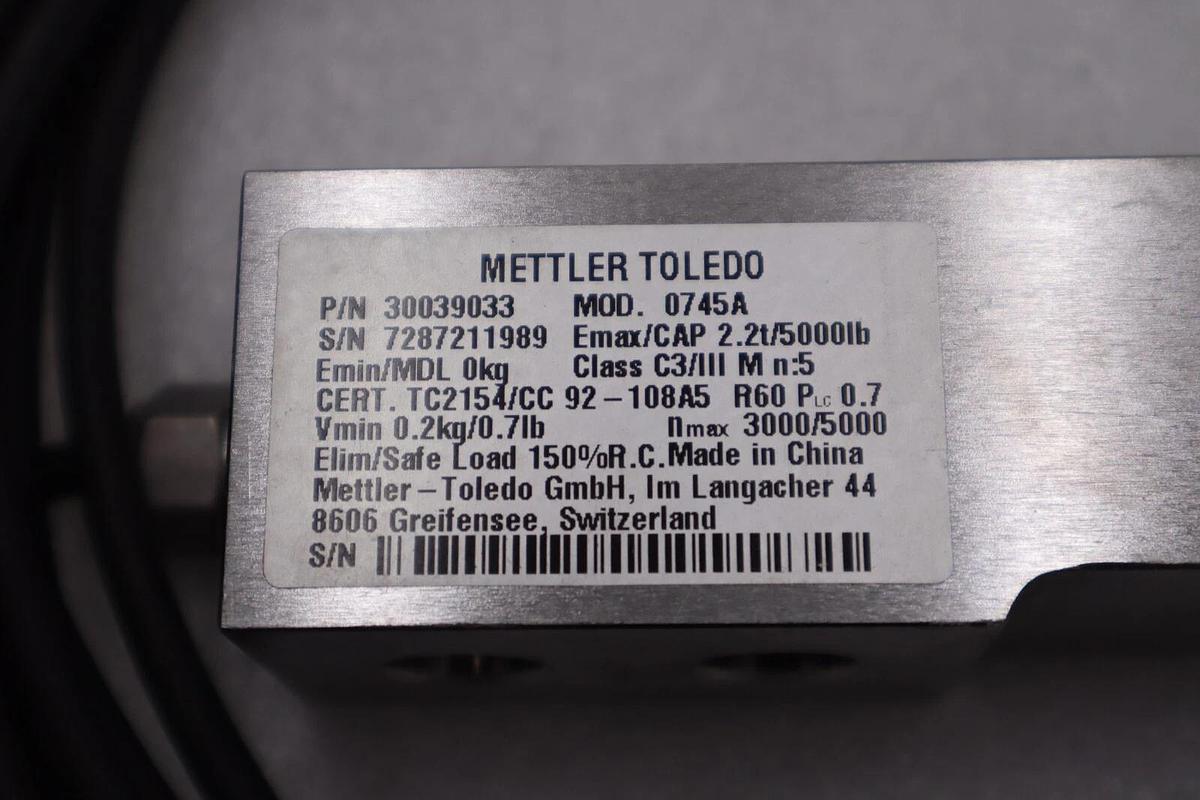 METTLER TOLEDO
P/N 30039033 MOD. 0745A
S/N 7287211989 Emax/CAP 2.2t/5000lb
Emin/MDL 0kg Class C3/III M n:5
CERT. TC2154/CC 92-108A5 R60 PLC 0.7
Vmin 0.2kg/0.7lb nmax 3000/5000
Elim/Safe Load 150%R.C. Made in China
Mettler-Toledo GmbH, Im Langacher 44
8606 Greifensee, Switzerland
S/N